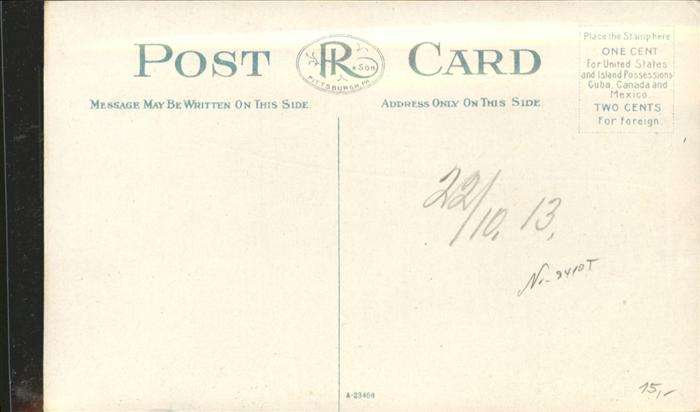 POST CARD
R & SON
PITTSBURGH, PA.
MESSAGE MAY BE WRITTEN ON THIS SIDE
ADDRESS ONLY ON THIS SIDE
Place the Stamp here
ONE CENT
for United States
and Island Possessions
Cuba, Canada and
Mexico
TWO CENTS
For Foreign.
22/10. 13.
A-23464
15,-